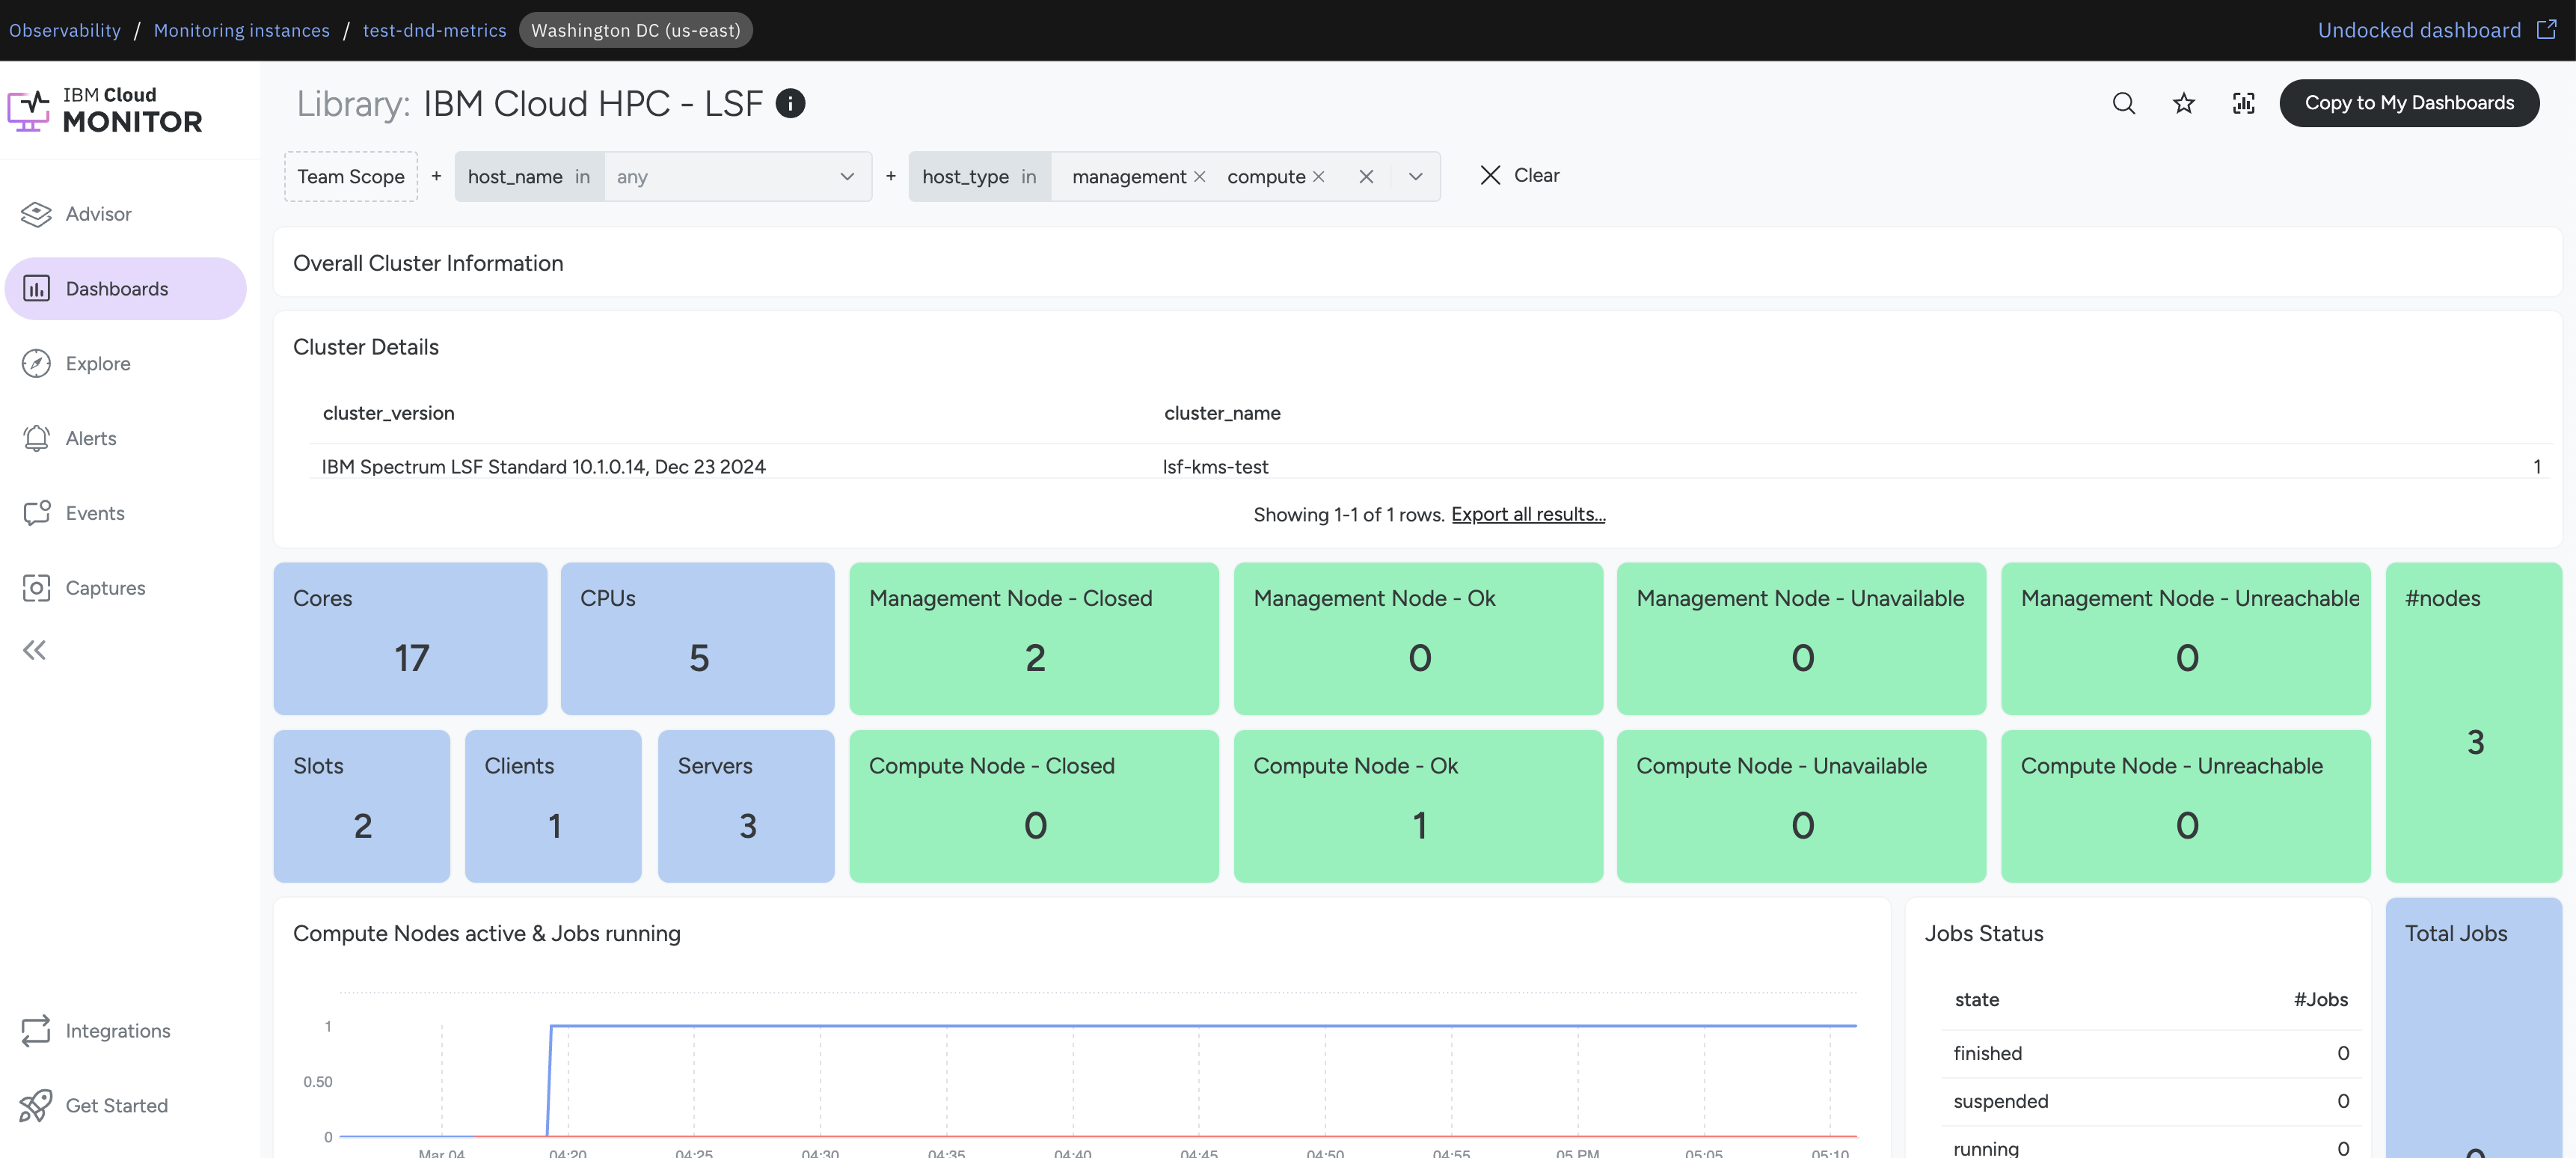 Observability / Monitoring instances / test-dnd-metrics Washington DC (us-east) Undocked dashboard
IBM Cloud
MONITOR
Library: IBM Cloud HPC - LSF i
Copy to My Dashboards
Team Scope + host_name in any + host_type in management compute Clear
Advisor
Dashboards
Explore
Alerts
Events
Captures
Integrations
Get Started
Overall Cluster Information
Cluster Details
cluster_version cluster_name
IBM Spectrum LSF Standard 10.1.0.14, Dec 23 2024 lsf-kms-test 1
Showing 1-1 of 1 rows. Export all results...
Cores CPUs Management Node - Closed Management Node - Ok Management Node - Unavailable Management Node - Unreachable #nodes
17 5 2 0 0 0
3
Slots Clients Servers Compute Node - Closed Compute Node - Ok Compute Node - Unavailable Compute Node - Unreachable
2 1 3 0 1 0 0
Compute Nodes active & Jobs running
1
0.50
0
Mar 04 04:20 04:25 04:30 04:35 04:40 04:45 04:50 04:55 05 PM 05:05 05:10
Jobs Status
state #Jobs
finished 0
suspended 0
running 0
Total Jobs
0